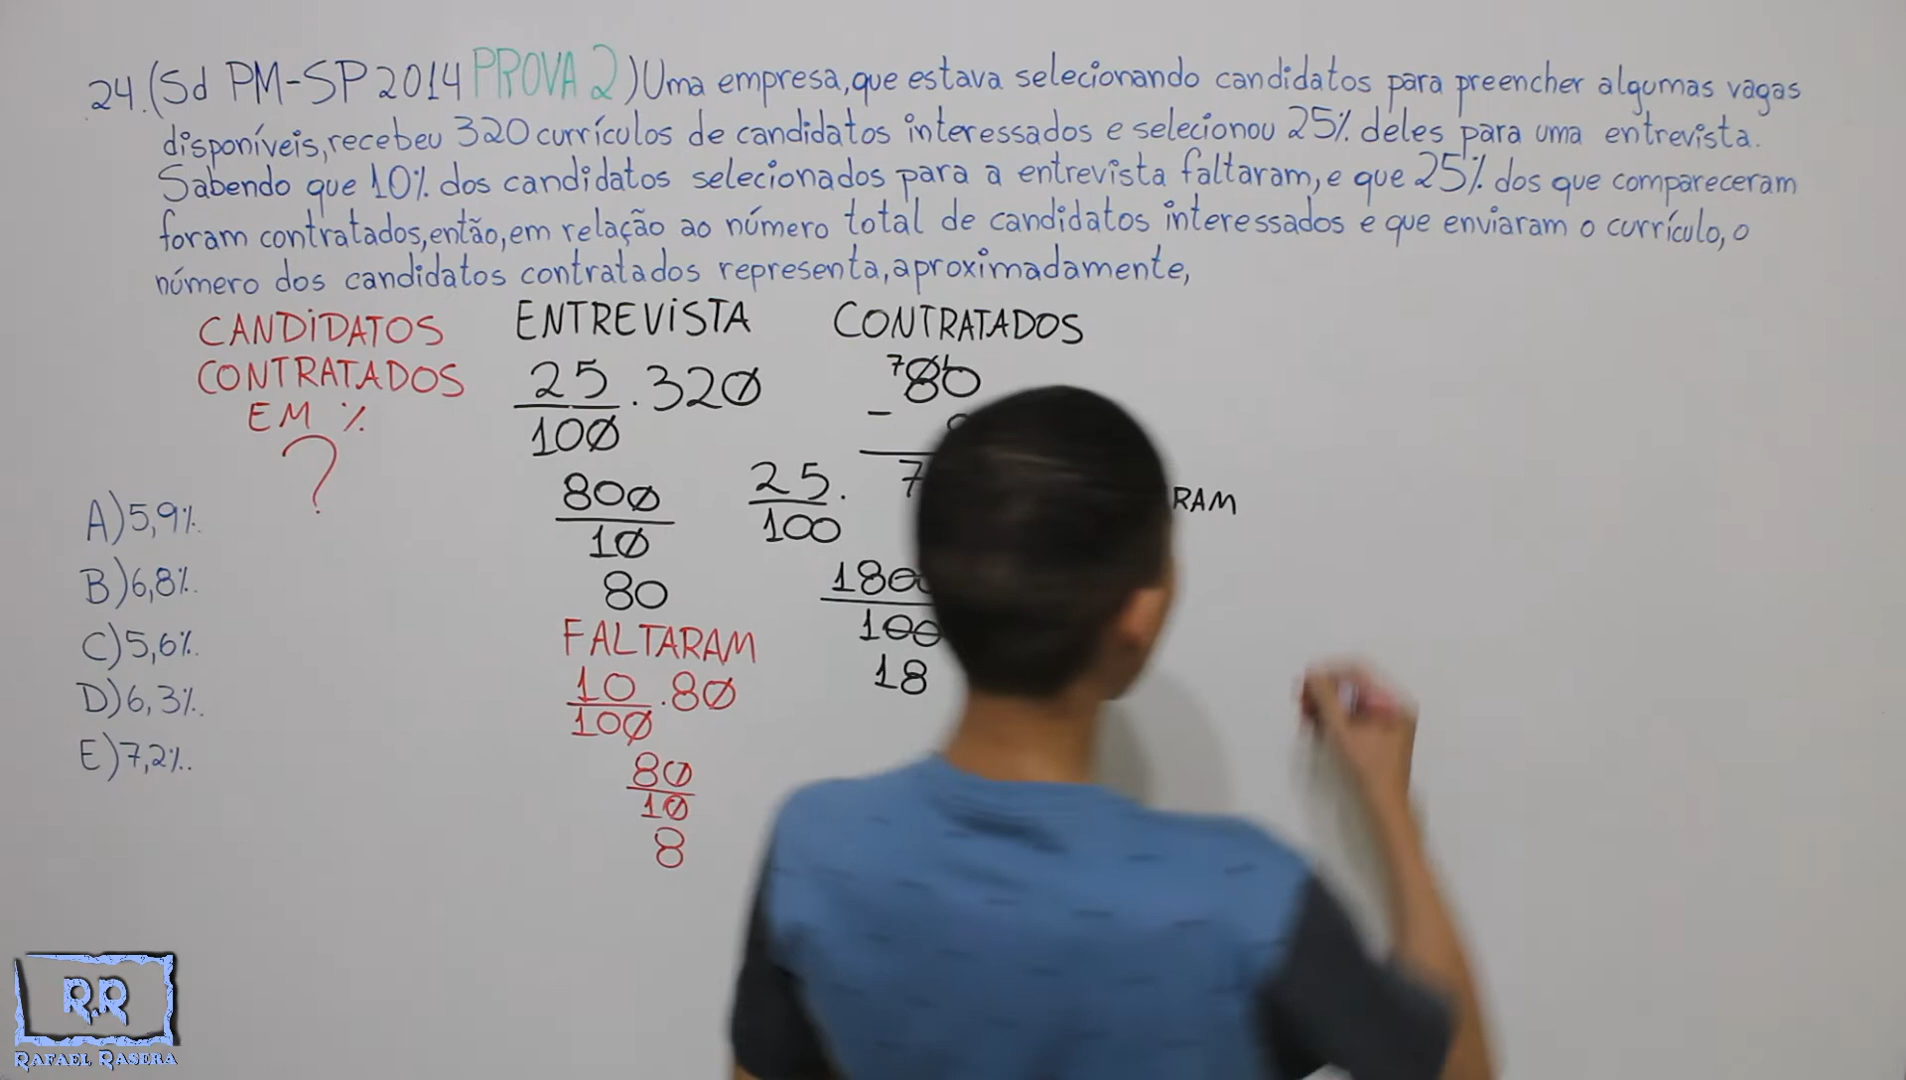 24.(Sd PM-SP 2014 PROVA 2) Uma empresa, que estava selecionando candidatos para preencher algumas vagas
disponíveis, recebeu 320 currículos de candidatos interessados e selecionou 25% deles para uma entrevista.
Sabendo que 10% dos candidatos selecionados para a entrevista faltaram, e que 25% dos que compareceram
foram contratados, então, em relação ao número total de candidatos interessados e que enviaram o currículo, o
número dos candidatos contratados representa, aproximadamente,
CANDIDATOS
CONTRATADOS
EM %
?
A) 5,9%.
B) 6,8%.
C) 5,6%.
D) 6,3%.
E) 7,2%.
ENTREVISTA
25
100
. 320
800
10
80
FALTARAM
10
100
. 80
80
10
8
CONTRATADOS
7 80
-
7
25
100
.
RAM
180
100
18
R.R
RAFAEL RASERA